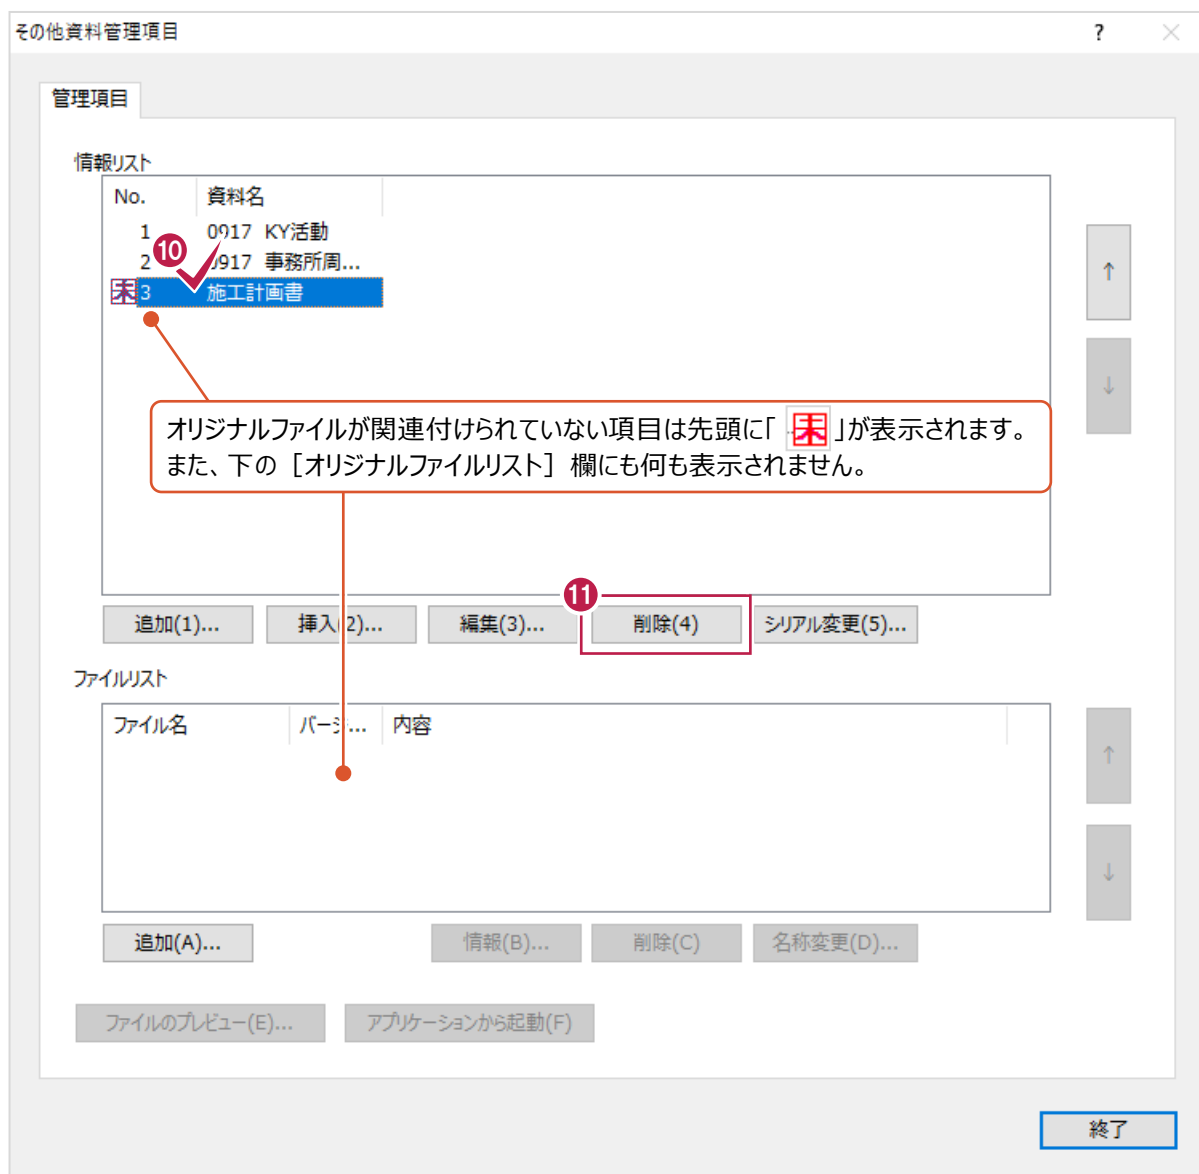 その他資料管理項目 ?
管理項目
情報リスト
No. 資料名
1 0917 KY活動
10
2 0917 事務所周...
未 3 施工計画書
↑
↓
オリジナルファイルが関連付けられていない項目は先頭に「 未 」が表示されます。
また、下の［オリジナルファイルリスト］欄にも何も表示されません。
11
追加(1)... 挿入(2)... 編集(3)... 削除(4) シリアル変更(5)...
ファイルリスト
ファイル名 バージ... 内容
↑
↓
追加(A)... 情報(B)... 削除(C) 名称変更(D)...
ファイルのプレビュー(E)... アプリケーションから起動(F)
終了